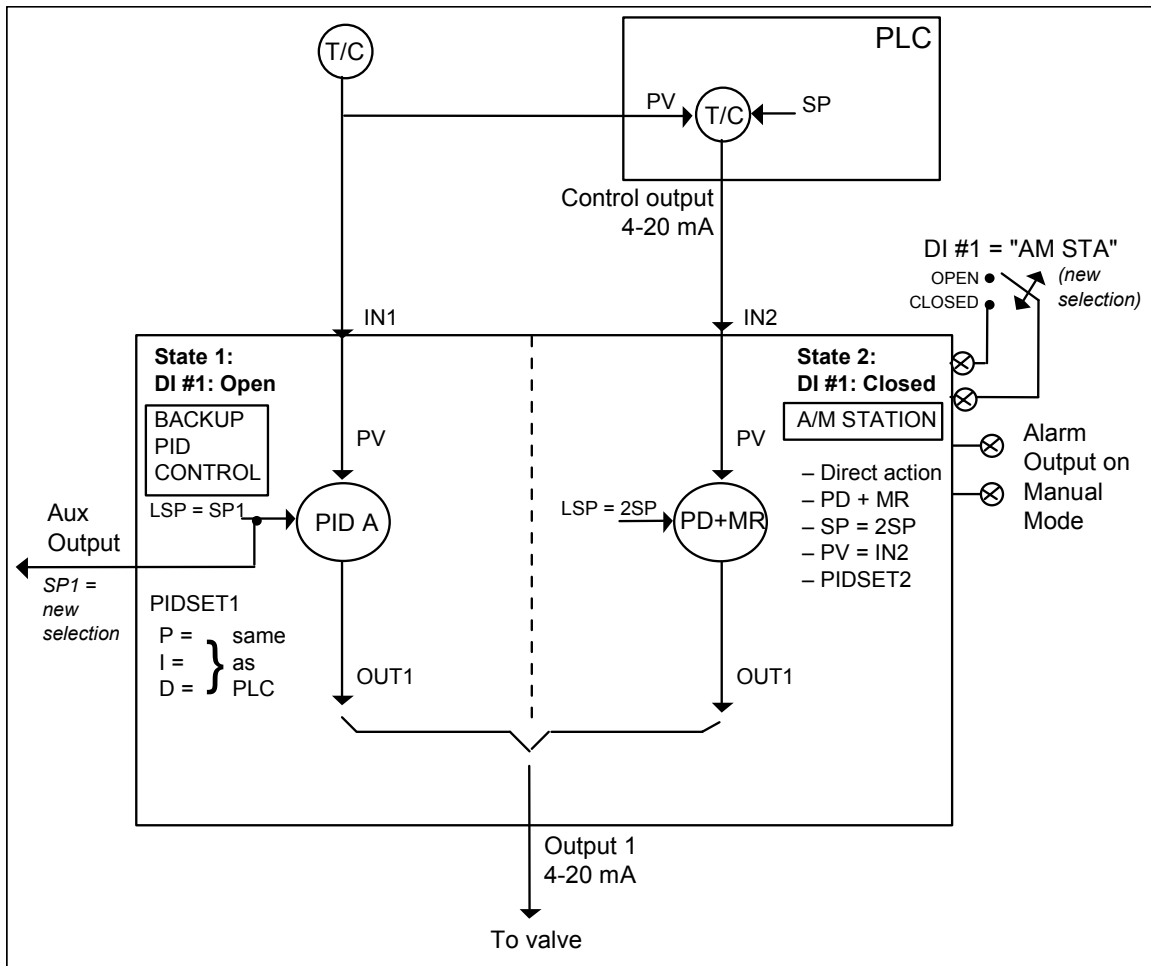 T/C
PLC
PV
T/C
SP
Control output
4-20 mA
DI #1 = "AM STA"
OPEN
(new
selection)
CLOSED
IN1
IN2
State 1:
DI #1: Open
State 2:
DI #1: Closed
BACKUP
PID
CONTROL
A/M STATION
PV
PV
Alarm
Output on
Manual
Mode
– Direct action
– PD + MR
– SP = 2SP
– PV = IN2
– PIDSET2
LSP = SP1
PID A
LSP = 2SP
PD+MR
Aux
Output
SP1 =
new
selection
PIDSET1
P = } same
I = as
D = PLC
OUT1
OUT1
Output 1
4-20 mA
To valve